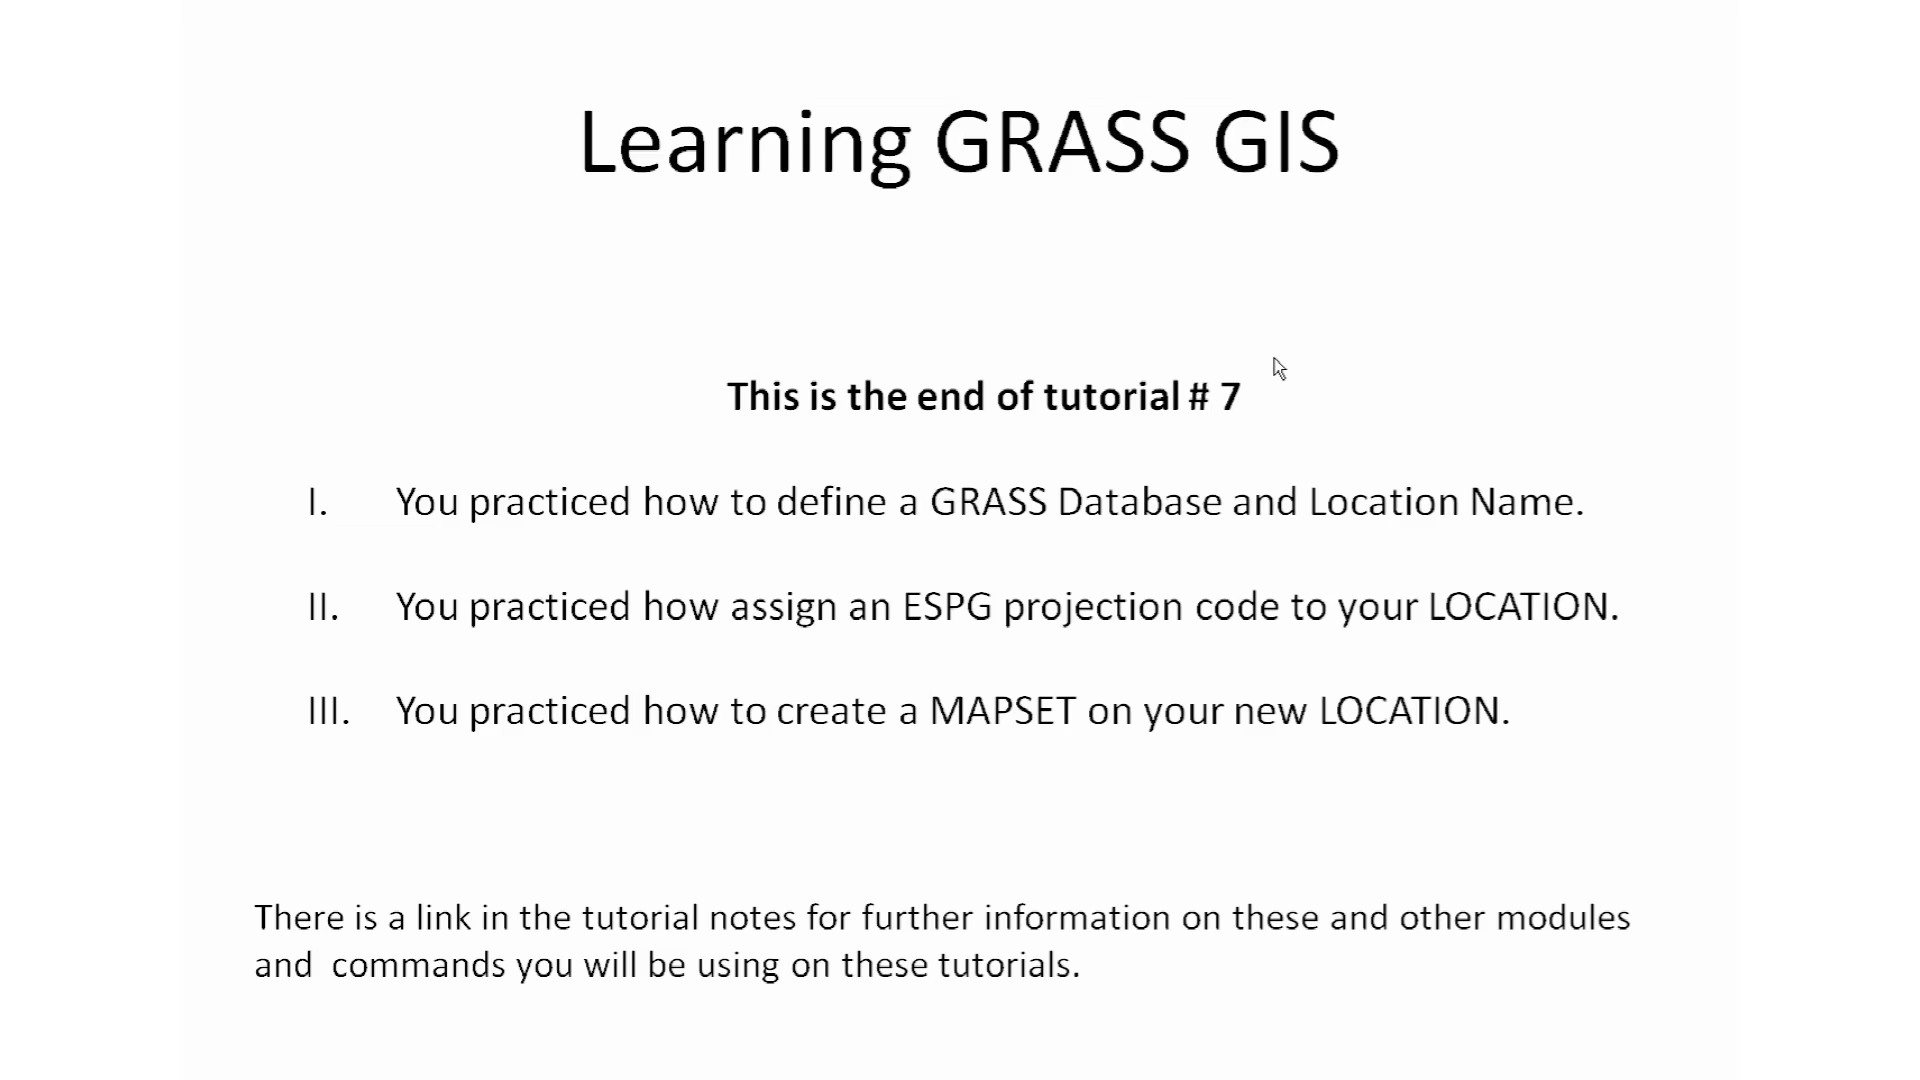 Learning GRASS GIS
This is the end of tutorial # 7
I. You practiced how to define a GRASS Database and Location Name.
II. You practiced how assign an ESPG projection code to your LOCATION.
III. You practiced how to create a MAPSET on your new LOCATION.
There is a link in the tutorial notes for further information on these and other modules
and commands you will be using on these tutorials.